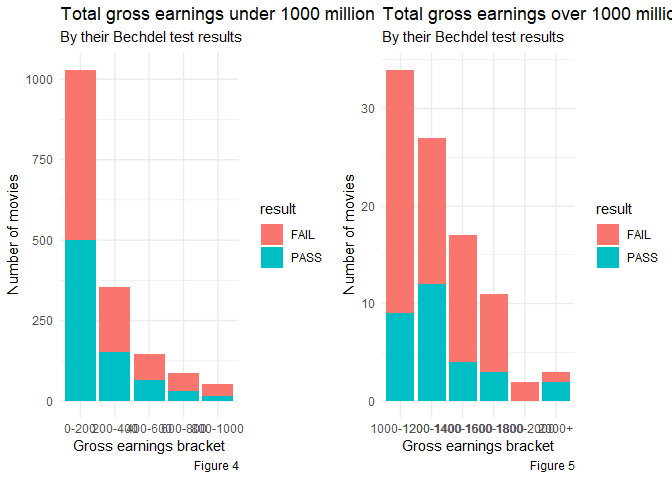 Total gross earnings under 1000 million
By their Bechdel test results
Number of movies
1000
750
500
250
0
0-200
Gross earnings bracket
Figure 4
result
FAIL
PASS
Total gross earnings over 1000 millio
By their Bechdel test results
Number of movies
30
20
10
0
Gross earnings bracket
Figure 5
result
FAIL
PASS